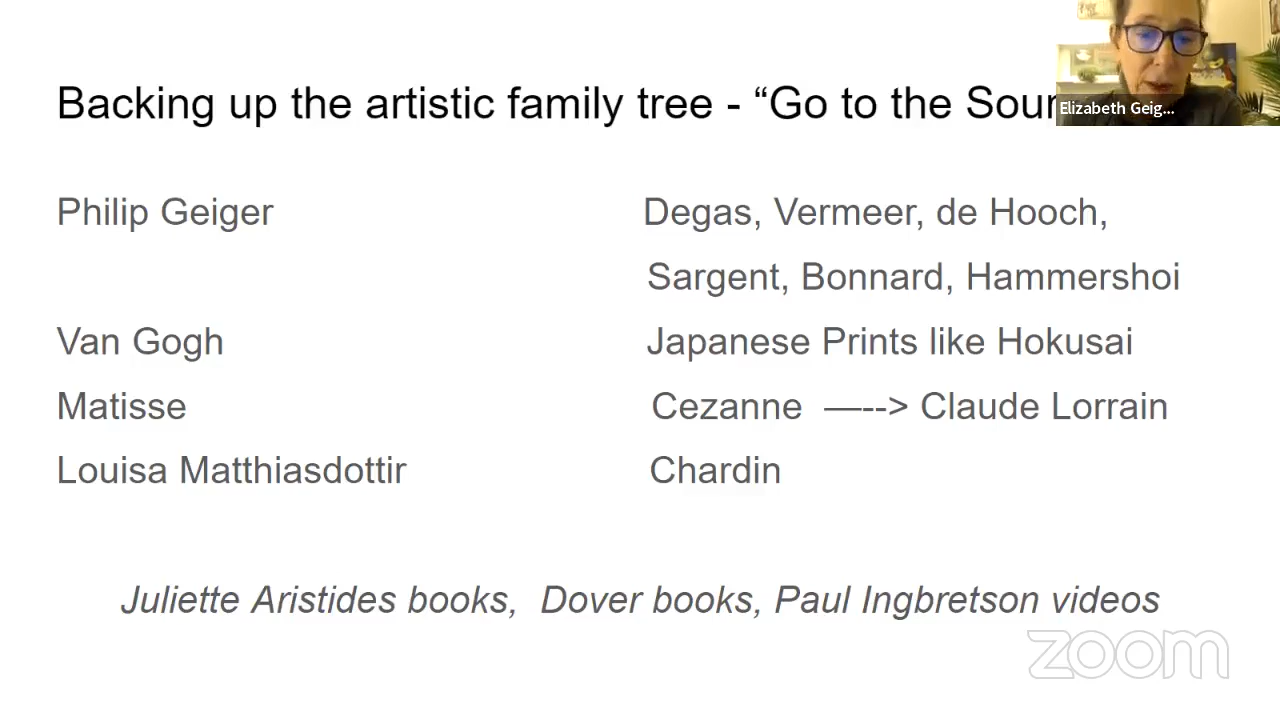 Backing up the artistic family tree - “Go to the Sour
Elizabeth Geig...
Philip Geiger Degas, Vermeer, de Hooch,
Sargent, Bonnard, Hammershoi
Van Gogh Japanese Prints like Hokusai
Matisse Cezanne —--> Claude Lorrain
Louisa Matthiasdottir Chardin
Juliette Aristides books, Dover books, Paul Ingbretson videos
zoom